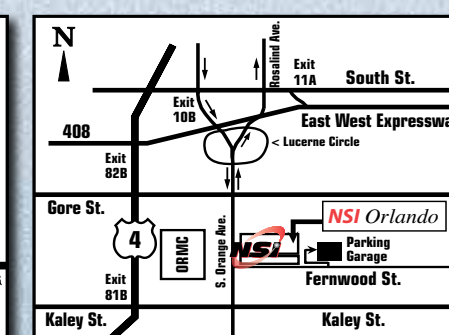 N
Rosalind Ave.
Exit
11A
South St.
Exit
10B
East West Expresswa
408
< Lucerne Circle
Exit
82B
Gore St.
S. Orange Ave.
NSI Orlando
4
ORMC
NSI
Parking
Garage
Fernwood St.
Exit
81B
Kaley St.
Kaley St.